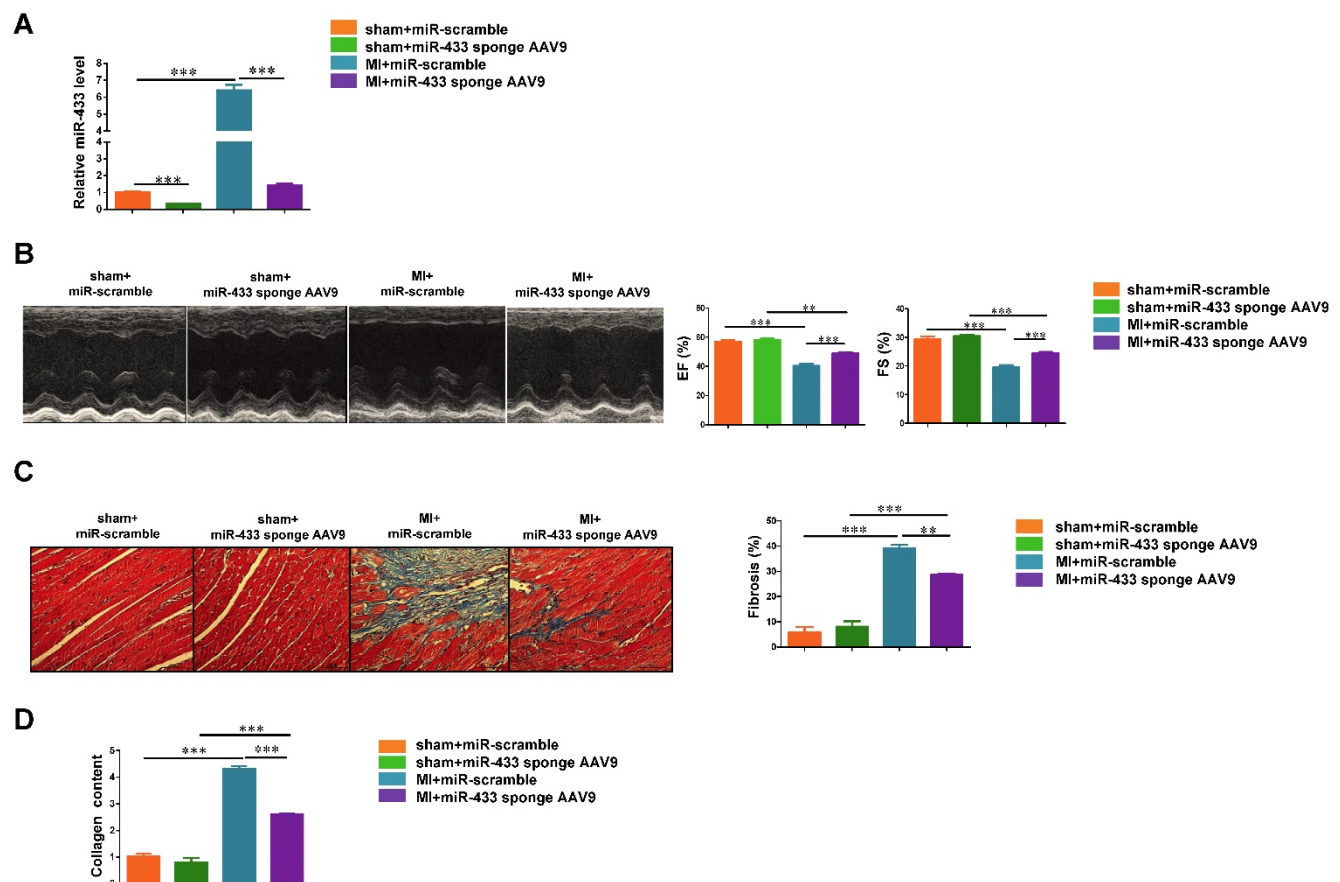 A
sham+miR-scramble
sham+miR-433 sponge AAV9
MI+miR-scramble
MI+miR-433 sponge AAV9
Relative miR-433 level
8
7
6
5
4
4
3
2
1
0
***
***
***
B
sham+
miR-scramble
sham+
miR-433 sponge AAV9
MI+
miR-scramble
MI+
miR-433 sponge AAV9
EF (%)
80
60
40
20
0
**
***
***
FS (%)
40
30
20
10
0
***
***
***
sham+miR-scramble
sham+miR-433 sponge AAV9
MI+miR-scramble
MI+miR-433 sponge AAV9
C
sham+
miR-scramble
sham+
miR-433 sponge AAV9
MI+
miR-scramble
MI+
miR-433 sponge AAV9
Fibrosis (%)
50
40
30
20
10
0
***
***
**
sham+miR-scramble
sham+miR-433 sponge AAV9
MI+miR-scramble
MI+miR-433 sponge AAV9
D
Collagen content
5
4
3
2
1
***
***
***
sham+miR-scramble
sham+miR-433 sponge AAV9
MI+miR-scramble
MI+miR-433 sponge AAV9